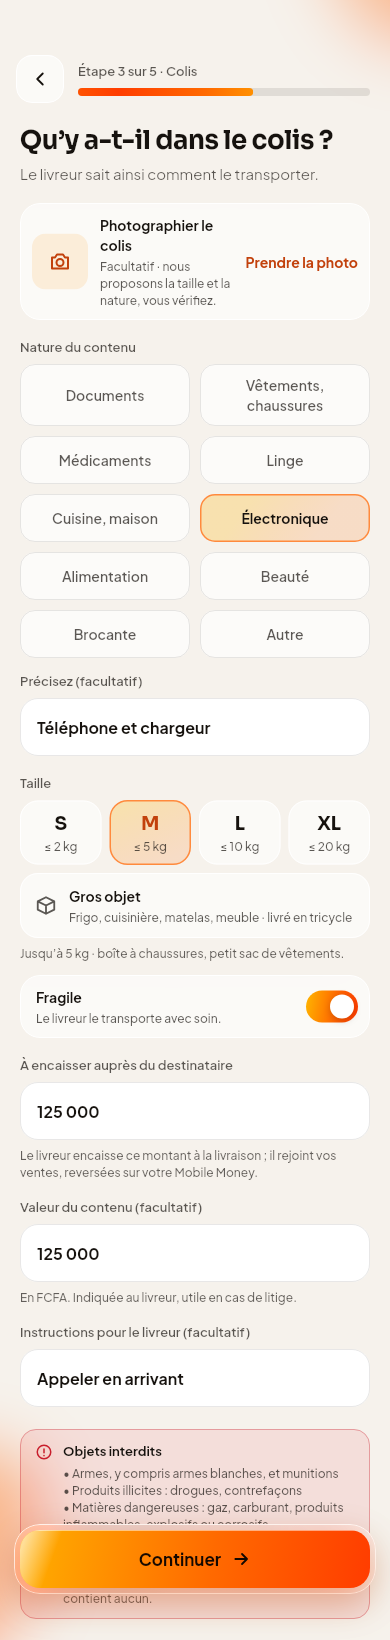 Étape 3 sur 5 · Colis
Qu’y a-t-il dans le colis ?
Le livreur sait ainsi comment le transporter.
Photographier le
colis
Facultatif · nous
proposons la taille et la
nature, vous vérifiez.
Prendre la photo
Nature du contenu
Documents
Vêtements,
chaussures
Médicaments
Linge
Cuisine, maison
Électronique
Alimentation
Beauté
Brocante
Autre
Précisez (facultatif)
Téléphone et chargeur
Taille
S
≤ 2 kg
M
≤ 5 kg
L
≤ 10 kg
XL
≤ 20 kg
Gros objet
Frigo, cuisinière, matelas, meuble · livré en tricycle
Jusqu’à 5 kg · boîte à chaussures, petit sac de vêtements.
Fragile
Le livreur le transporte avec soin.
À encaisser auprès du destinataire
125 000
Le livreur encaisse ce montant à la livraison ; il rejoint vos
ventes, reversées sur votre Mobile Money.
Valeur du contenu (facultatif)
125 000
En FCFA. Indiquée au livreur, utile en cas de litige.
Instructions pour le livreur (facultatif)
Appeler en arrivant
Objets interdits
• Armes, y compris armes blanches, et munitions
• Produits illicites : drogues, contrefaçons
• Matières dangereuses : gaz, carburant, produits
inflammables, explosifs ou corrosifs
Continuer
contient aucun.